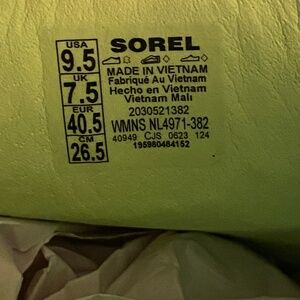 USA
9.5
UK
7.5
EUR
40.5
CM
26.5
SOREL
MADE IN VIETNAM
Fabriqué Au Vietnam
Hecho en Vietnam
Vietnam Malı
2030521382
WMNS NL4971-382
40949 CJS 0623 124
195980484152